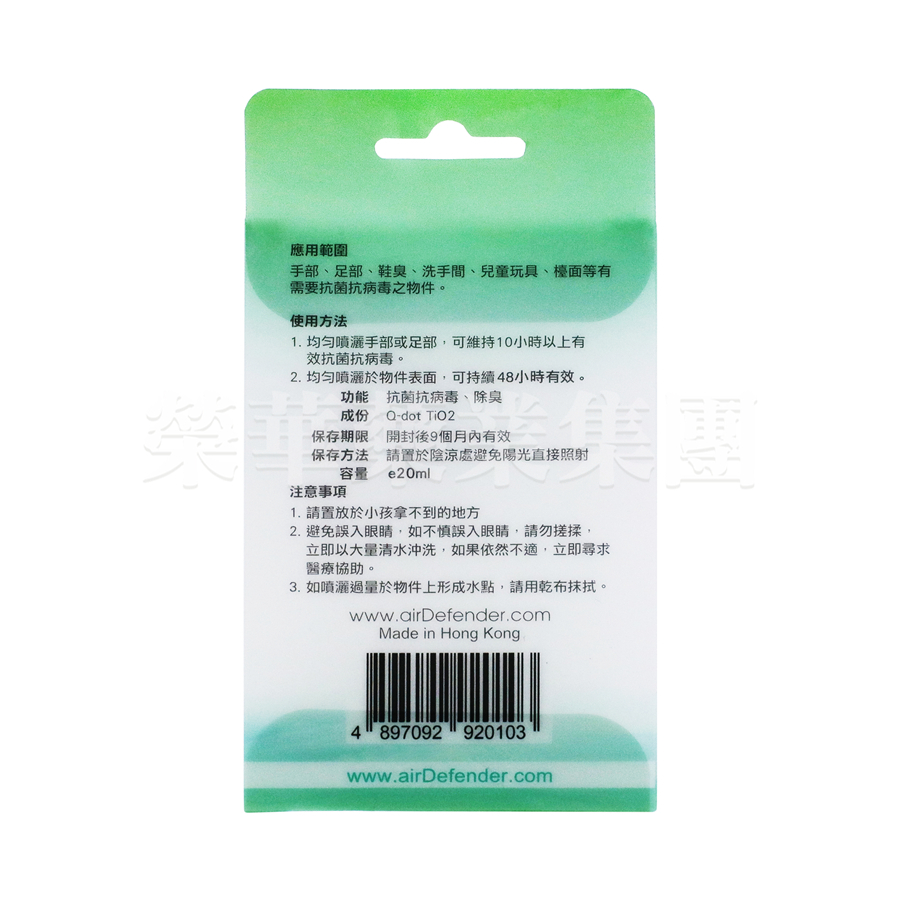 應用範圍
手部、足部、鞋臭、洗手間、兒童玩具、檯面等有
需要抗菌抗病毒之物件。
使用方法
1. 均勻噴灑手部或足部，可維持10小時以上有
效抗菌抗病毒。
2. 均勻噴灑於物件表面，可持續48小時有效。
功能 抗菌抗病毒、除臭
成份 Q-dot TiO2
榮華藥業集團
保存期限 開封後9個月內有效
保存方法 請置於陰涼處避免陽光直接照射
容量 e20ml
注意事項
1. 請置放於小孩拿不到的地方
2. 避免誤入眼睛，如不慎誤入眼睛，請勿搓揉，
立即以大量清水沖洗，如果依然不適，立即尋求
醫療協助。
3. 如噴灑過量於物件上形成水點，請用乾布抹拭。
www.airDefender.com
Made in Hong Kong
4 897092 920103
www.airDefender.com